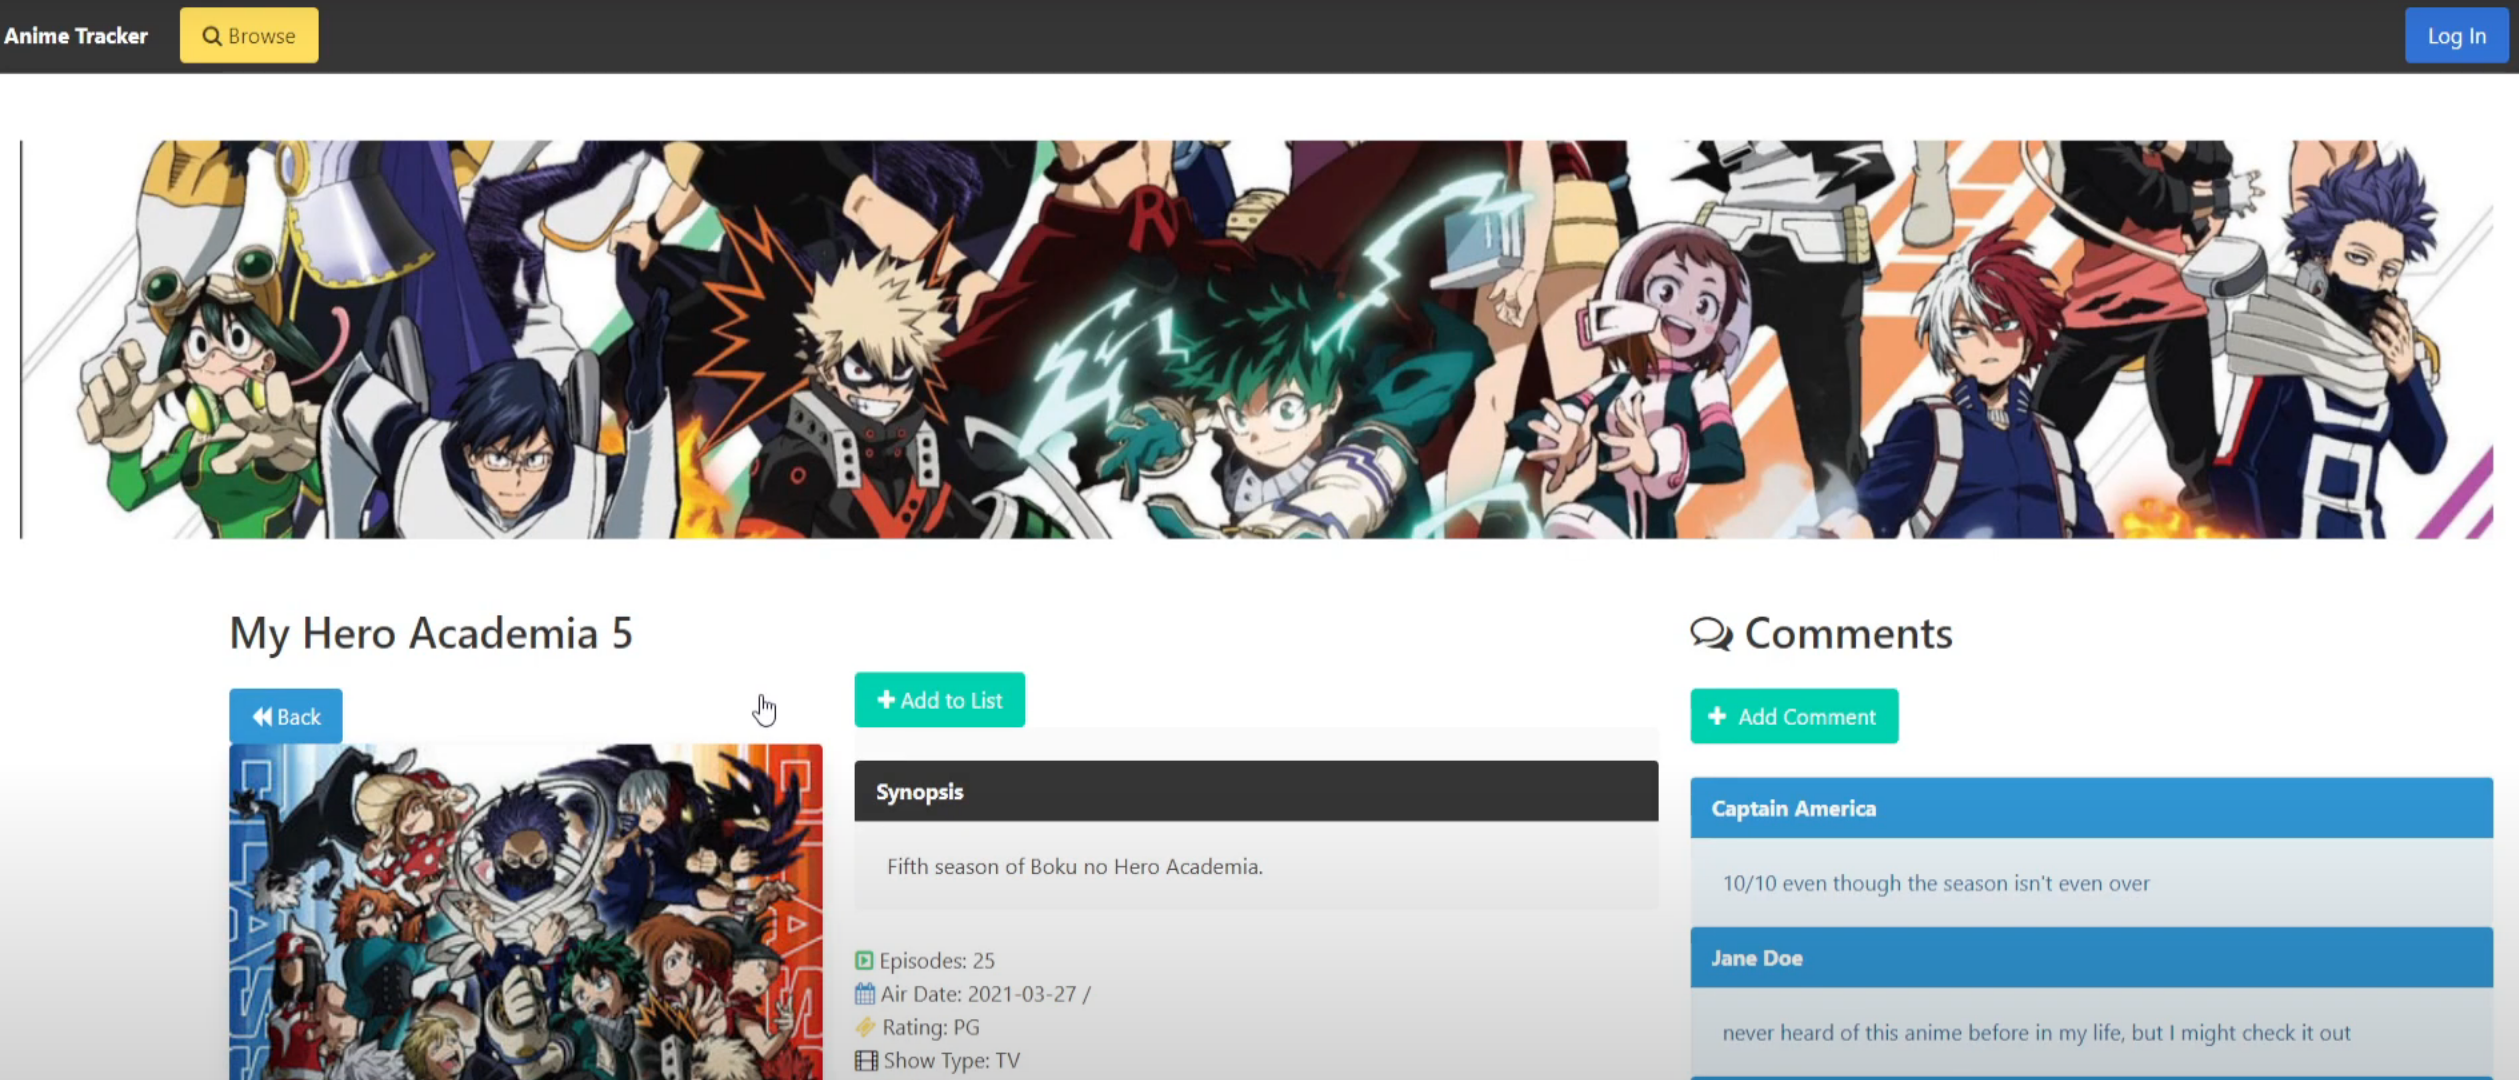 Anime Tracker
Browse
Log In
R
My Hero Academia 5
Back
Add to List
Synopsis
Fifth season of Boku no Hero Academia.
Episodes: 25
Air Date: 2021-03-27 /
Rating: PG
Show Type: TV
Comments
Add Comment
Captain America
10/10 even though the season isn't even over
Jane Doe
never heard of this anime before in my life, but I might check it out